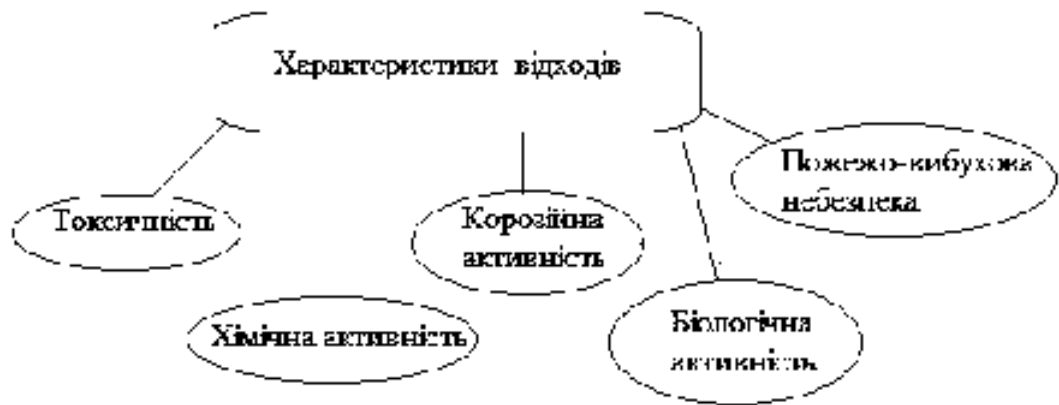 Характеристики відходів
Пожежо-вибухова
небезпека
Токсичність
Корозійна
активність
Хімічна активність
Біологічна
активність